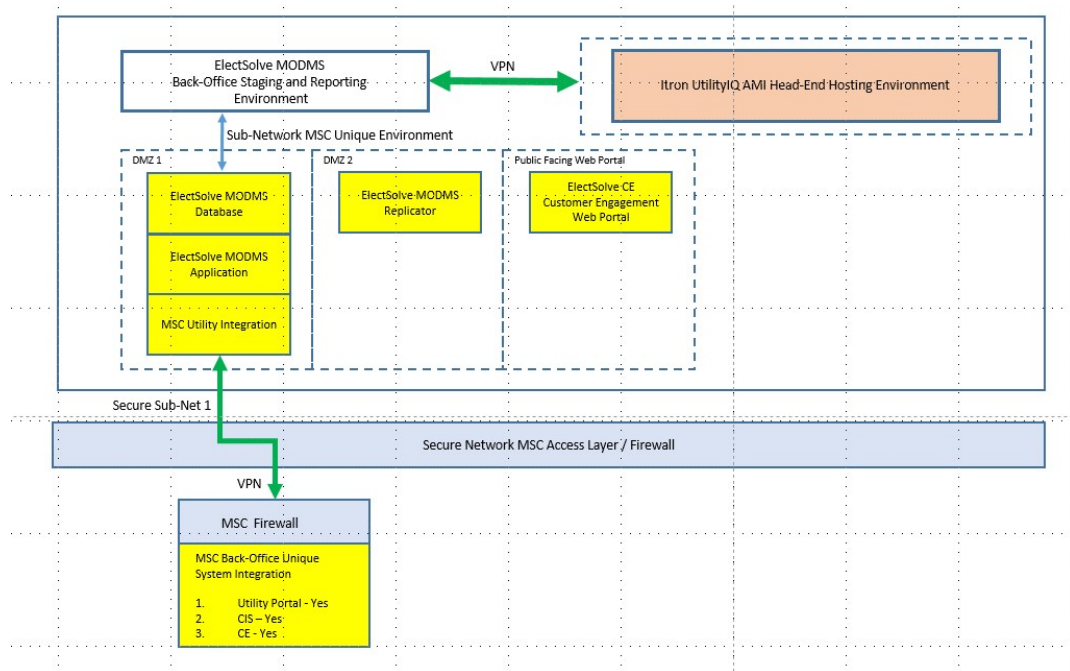 ElectSolve MODMS
Back-Office Staging and Reporting
Environment
VPN
Itron UtilityIQ AMI Head-End Hosting Environment
Sub-Network MSC Unique Environment
DMZ 1
DMZ 2
Public Facing Web Portal
ElectSolve MODMS
Database
ElectSolve MODMS
Replicator
ElectSolve CE
Customer Engagement
Web Portal
ElectSolve MODMS
Application
MSC Utility Integration
Secure Sub-Net 1
Secure Network MSC Access Layer / Firewall
VPN
MSC Firewall
MSC Back-Office Unique
System Integration
1. Utility Portal - Yes
2. CIS – Yes
3. CE - Yes